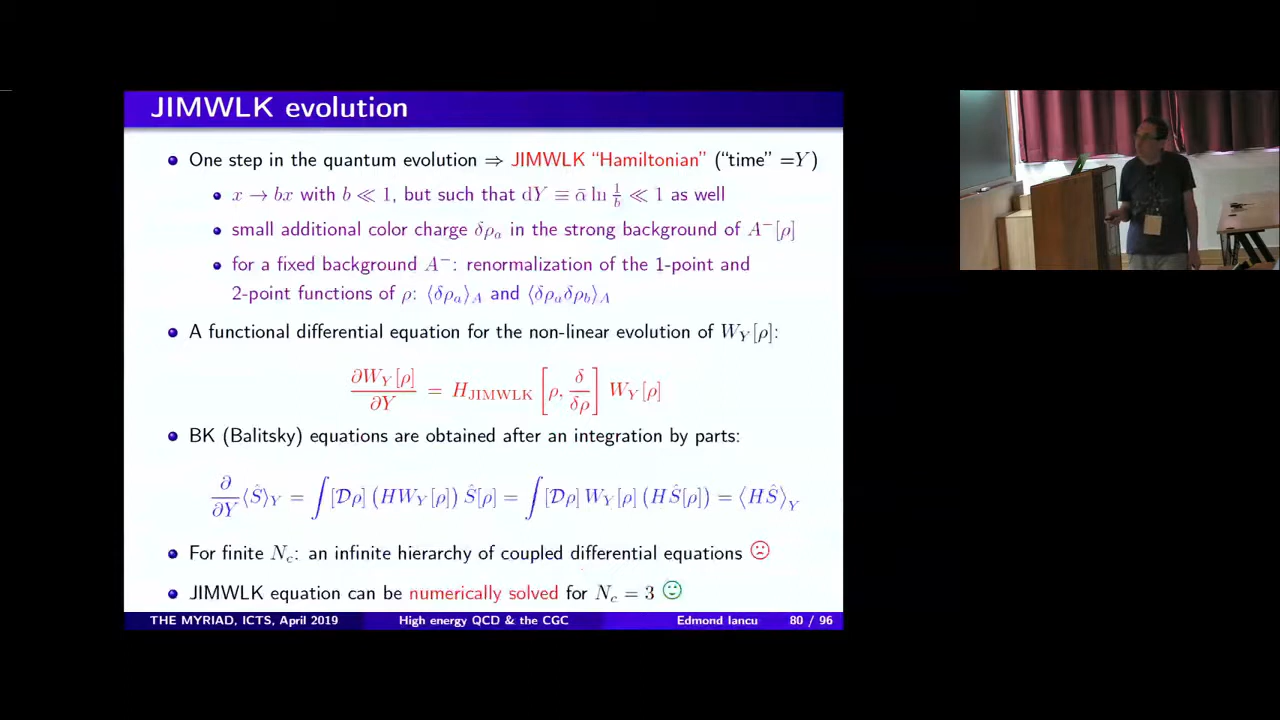 JIMWLK evolution
One step in the quantum evolution ⇒ JIMWLK “Hamiltonian” (“time” =Y)
x → bx with b ≪ 1, but such that dY ≡ ᾱ ln 1/b ≪ 1 as well
small additional color charge δρₐ in the strong background of A⁻[ρ]
for a fixed background A⁻: renormalization of the 1-point and
2-point functions of ρ: ⟨δρₐ⟩_A and ⟨δρₐδρ_b⟩_A
A functional differential equation for the non-linear evolution of W_Y[ρ]:
∂W_Y[ρ]/∂Y = H_JIMWLK [ρ, δ/δρ] W_Y[ρ]
BK (Balitsky) equations are obtained after an integration by parts:
∂/∂Y ⟨Ŝ⟩_Y = ∫[𝒟ρ] (HW_Y[ρ]) Ŝ[ρ] = ∫[𝒟ρ] W_Y[ρ] (HŜ[ρ]) = ⟨HŜ⟩_Y
For finite N_c: an infinite hierarchy of coupled differential equations ☹
JIMWLK equation can be numerically solved for N_c = 3 ☺
THE MYRIAD, ICTS, April 2019 High energy QCD & the CGC Edmond Iancu 80 / 96